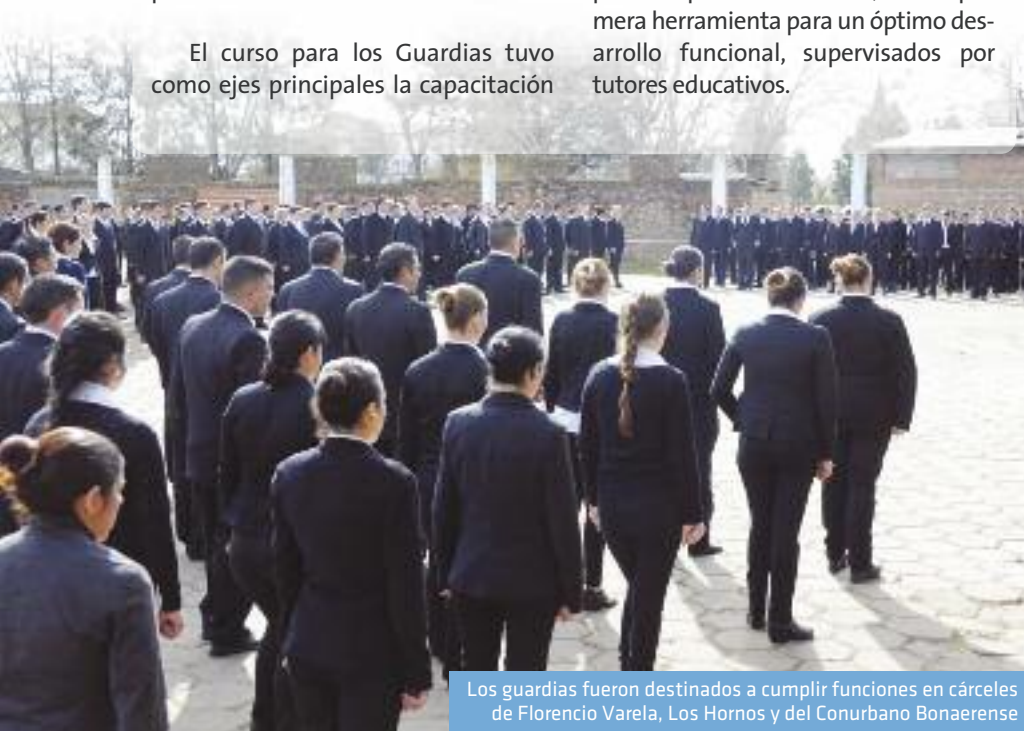 El curso para los Guardias tuvo
como ejes principales la capacitación
mera herramienta para un óptimo des-
arrollo funcional, supervisados por
tutores educativos.
Los guardias fueron destinados a cumplir funciones en cárceles
de Florencio Varela, Los Hornos y del Conurbano Bonaerense